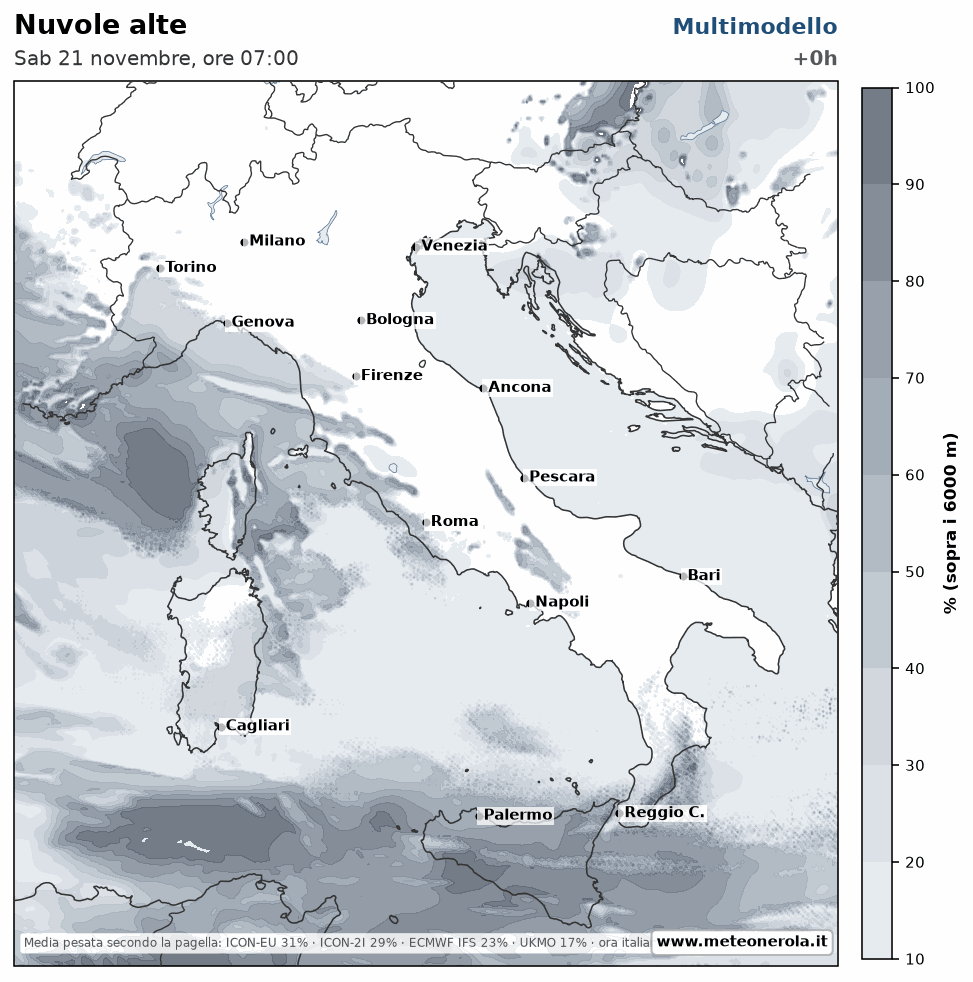 Nuvole alte
Multimodello
Sab 21 novembre, ore 07:00
+0h
100
90
80
70
60
50
40
30
20
10
% (sopra i 6000 m)
Milano
Venezia
Torino
Genova
Bologna
Firenze
Ancona
Pescara
Roma
Bari
Napoli
Cagliari
Palermo
Reggio C.
Media pesata secondo la pagella: ICON-EU 31% · ICON-2I 29% · ECMWF IFS 23% · UKMO 17% · ora italia
www.meteonerola.it